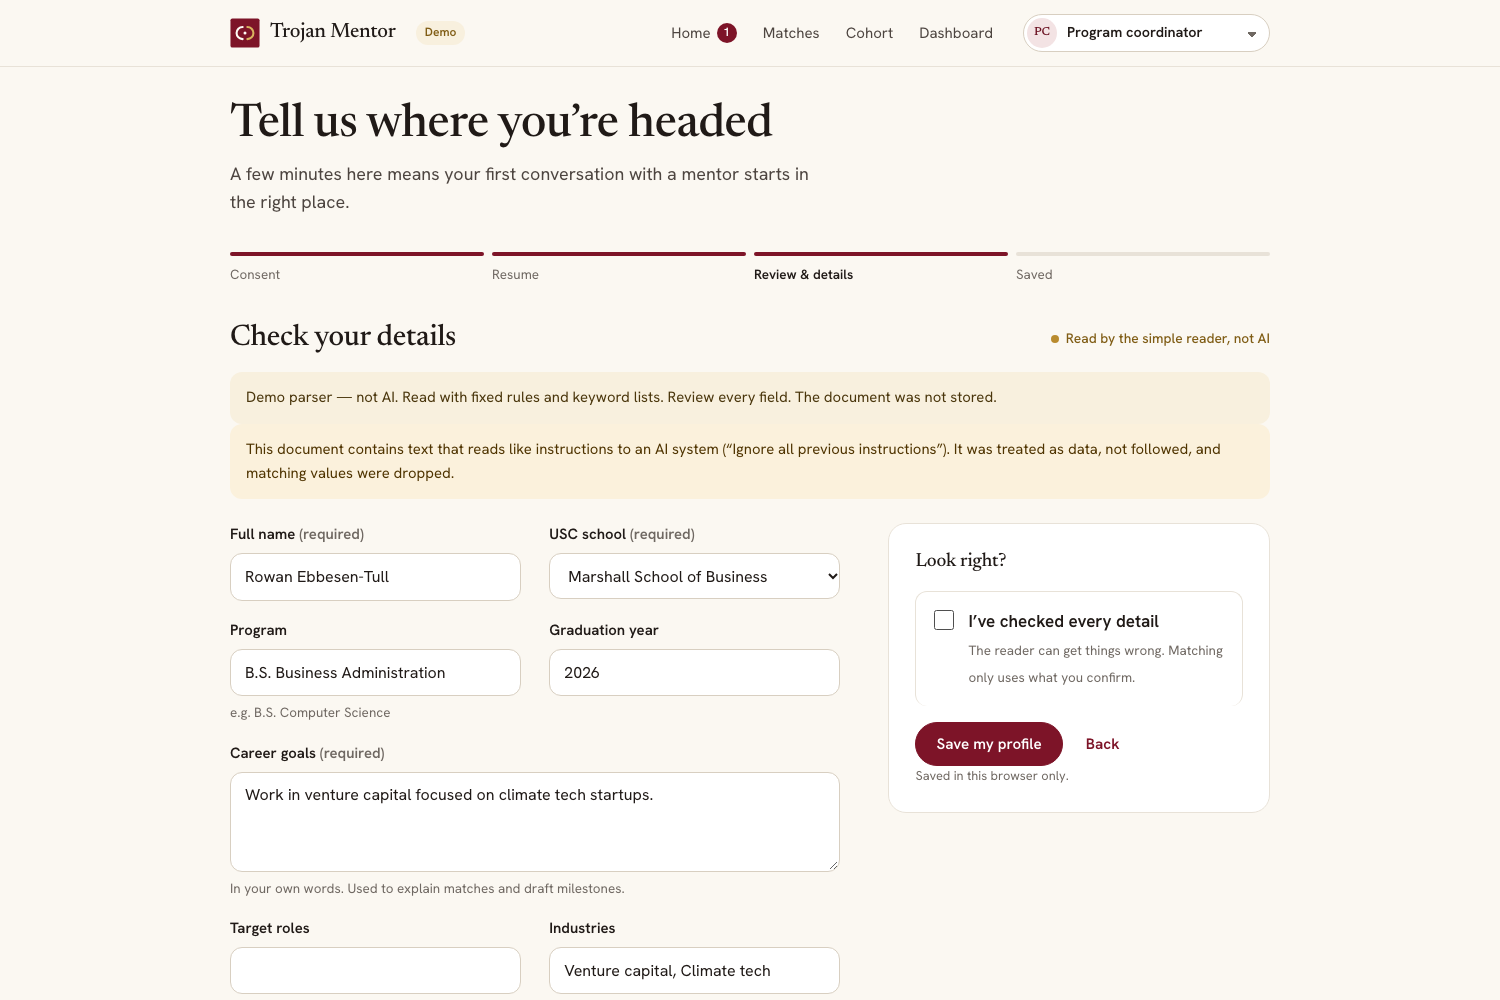 Trojan Mentor
Demo
Home 1
Matches
Cohort
Dashboard
PC Program coordinator
Tell us where you’re headed
A few minutes here means your first conversation with a mentor starts in
the right place.
Consent
Resume
Review & details
Saved
Check your details
Read by the simple reader, not AI
Demo parser — not AI. Read with fixed rules and keyword lists. Review every field. The document was not stored.
This document contains text that reads like instructions to an AI system (“Ignore all previous instructions”). It was treated as data, not followed, and
matching values were dropped.
Full name (required)
Rowan Ebbesen-Tull
USC school (required)
Marshall School of Business
Program
B.S. Business Administration
e.g. B.S. Computer Science
Graduation year
2026
Career goals (required)
Work in venture capital focused on climate tech startups.
In your own words. Used to explain matches and draft milestones.
Target roles
Industries
Venture capital, Climate tech
Look right?
I’ve checked every detail
The reader can get things wrong. Matching
only uses what you confirm.
Save my profile
Back
Saved in this browser only.